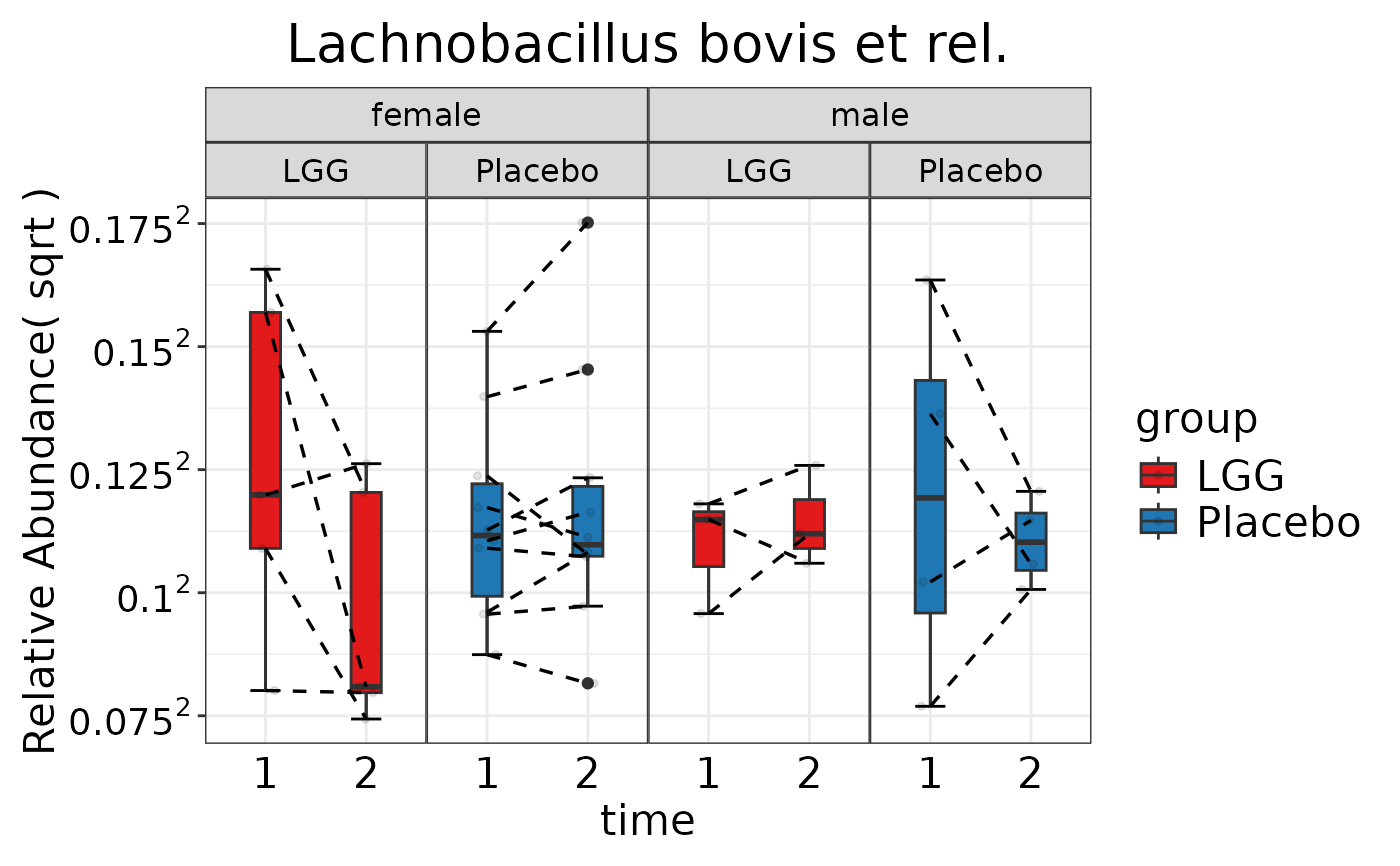 Lachnobacillus bovis et rel.
female male
LGG Placebo LGG Placebo
Relative Abundance( sqrt )
0.175²
0.15²
0.125²
0.1²
0.075²
1 2 1 2 1 2 1 2
time
group
LGG
Placebo